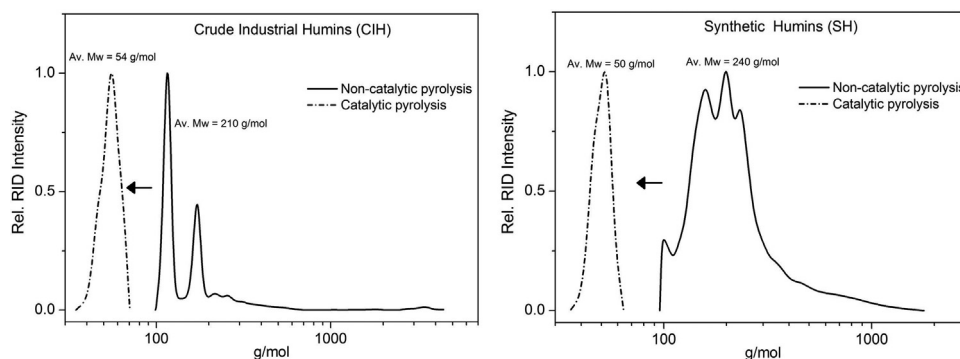 Crude Industrial Humins (CIH)
Av. Mw = 54 g/mol
Non-catalytic pyrolysis
Catalytic pyrolysis
Av. Mw = 210 g/mol
Rel. RID Intensity
1.0
0.5
0.0
100
1000
g/mol
Synthetic Humins (SH)
Av. Mw = 50 g/mol
Av. Mw = 240 g/mol
Non-catalytic pyrolysis
Catalytic pyrolysis
Rel. RID Intensity
1.0
0.5
0.0
100
1000
g/mol